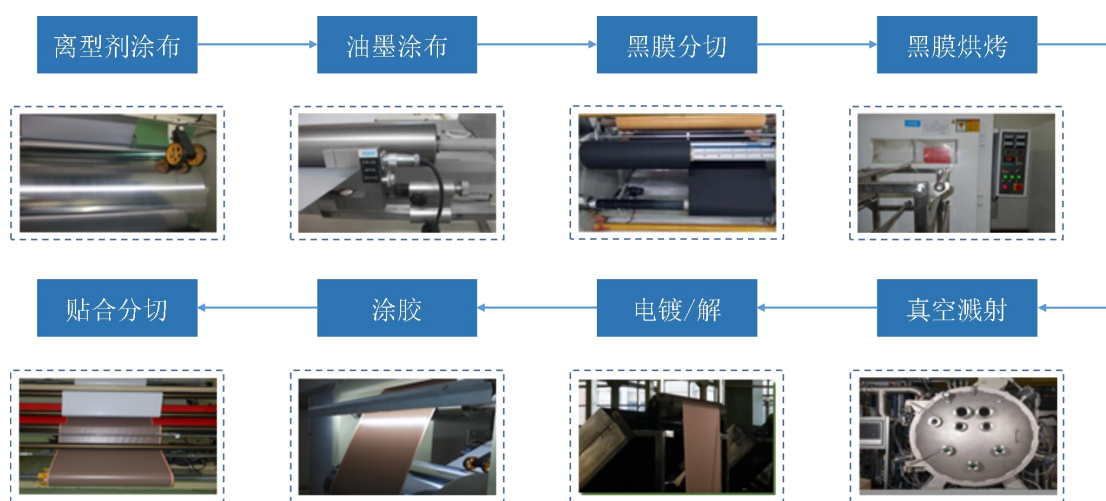 离型剂涂布
油墨涂布
黑膜分切
黑膜烘烤
贴合分切
涂胶
电镀/解
真空溅射